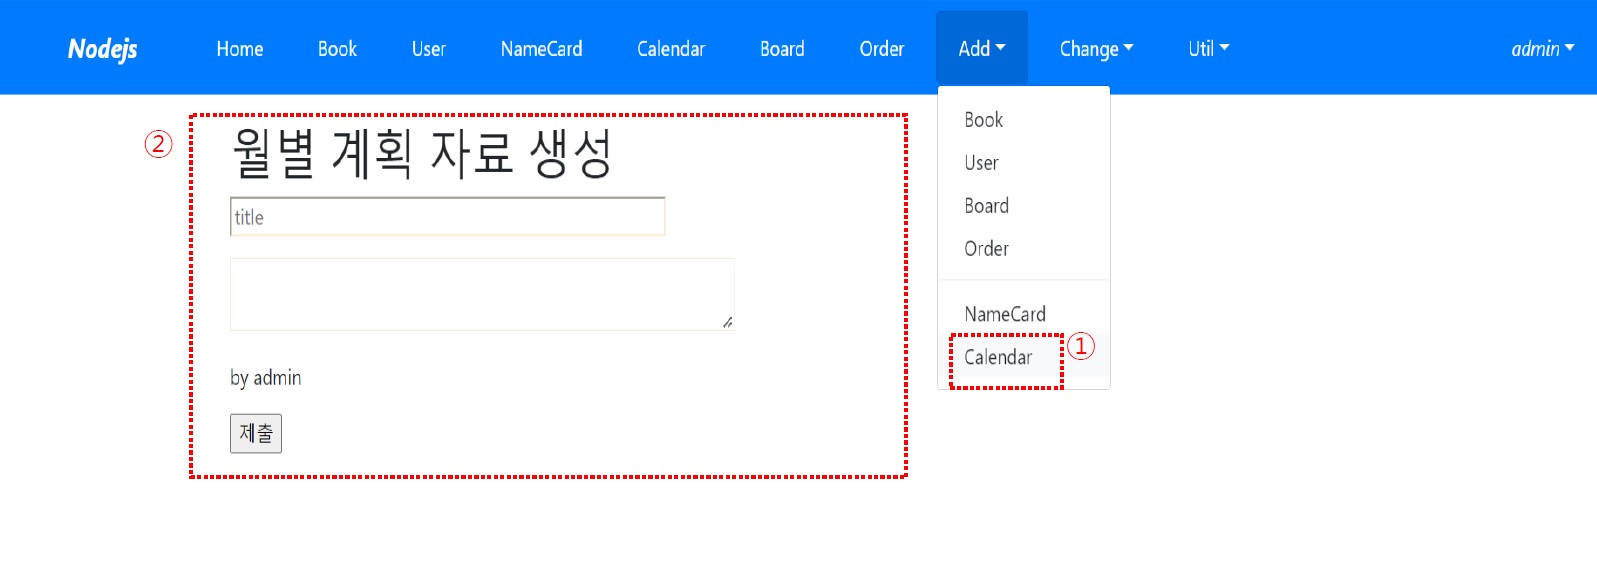 Nodejs Home Book User NameCard Calendar Board Order Add Change Util admin
②
월별 계획 자료 생성
title
by admin
제출
Book
User
Board
Order
NameCard
Calendar ①